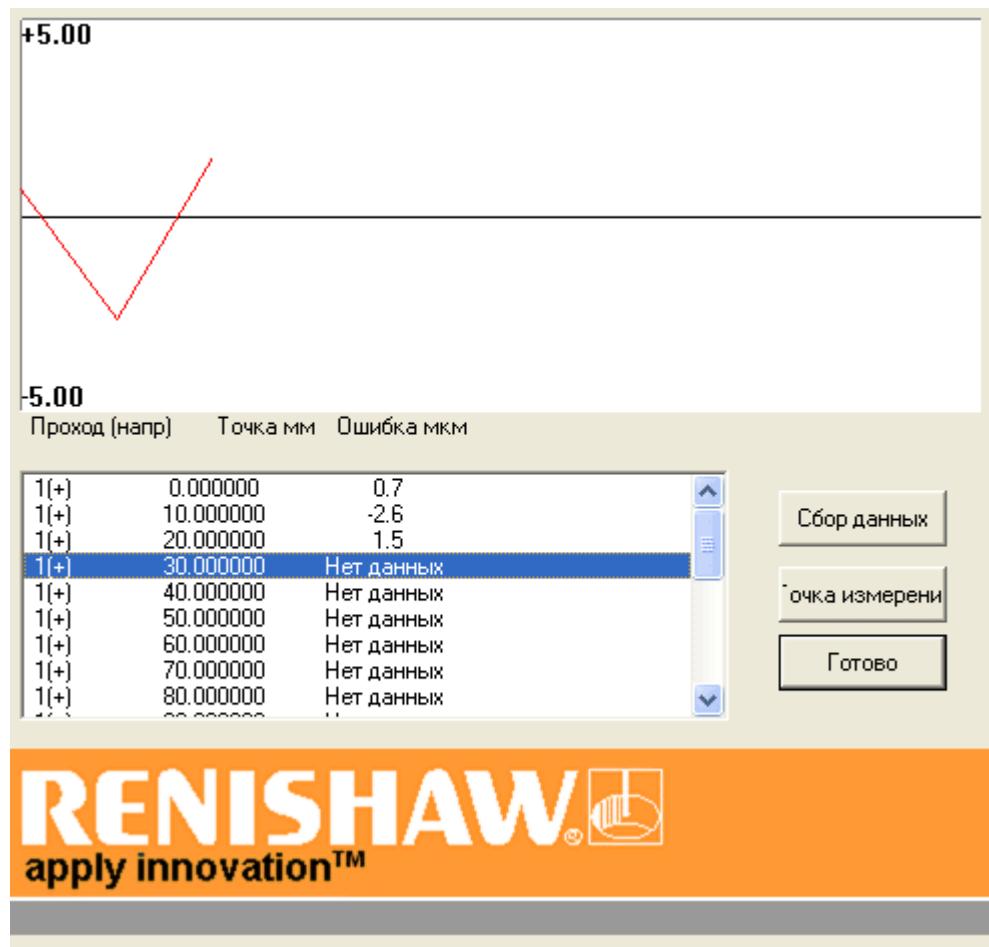 +5.00
-5.00
Проход (напр) Точка мм Ошибка мкм
1(+) 0.000000 0.7
1(+) 10.000000 -2.6
1(+) 20.000000 1.5
1(+) 30.000000 Нет данных
1(+) 40.000000 Нет данных
1(+) 50.000000 Нет данных
1(+) 60.000000 Нет данных
1(+) 70.000000 Нет данных
1(+) 80.000000 Нет данных
Сбор данных
очка измерени
Готово
RENISHAW®
apply innovation™